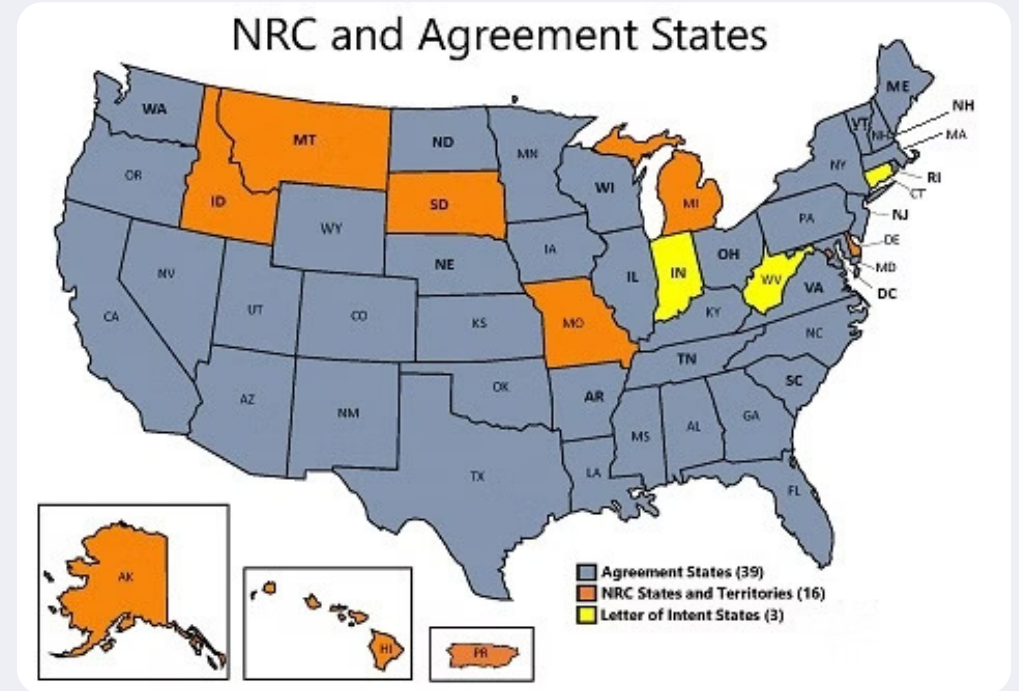 NRC and Agreement States
ME
WA
NH
VT
NH
MT
ND
MA
MN
OR
NY
WI
RI
ID
SD
MI
CT
PA
NJ
WY
IA
OH
DE
NE
NV
IL
IN
WV
MD
VA
DC
UT
CO
CA
KS
MO
KY
NC
TN
OK
SC
AZ
NM
AR
GA
MS
AL
TX
LA
FL
Agreement States (39)
NRC States and Territories (16)
Letter of Intent States (3)
AK
HI
PR